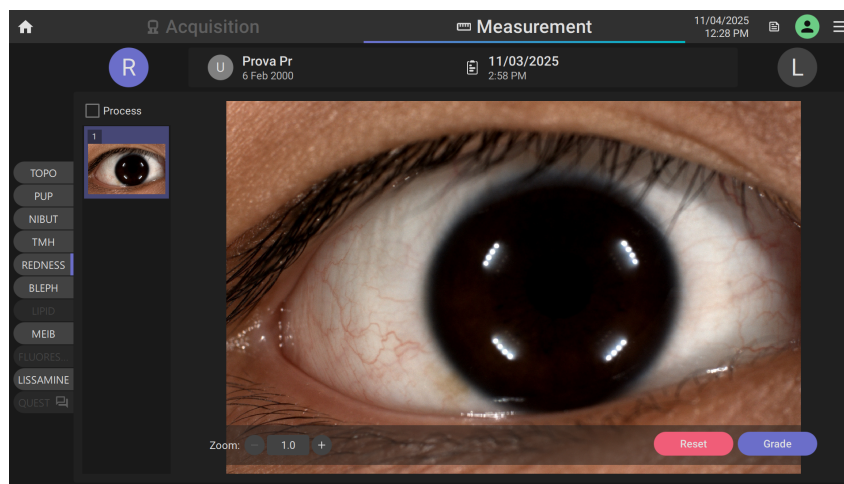 Acquisition
Measurement
11/04/2025
12:28 PM
R
U
Prova Pr
6 Feb 2000
11/03/2025
2:58 PM
L
Process
1
TOPO
PUP
NIBUT
TMH
REDNESS
BLEPH
LIPID
MEIB
FLUORES...
LISSAMINE
QUEST
Zoom:
-
1.0
+
Reset
Grade